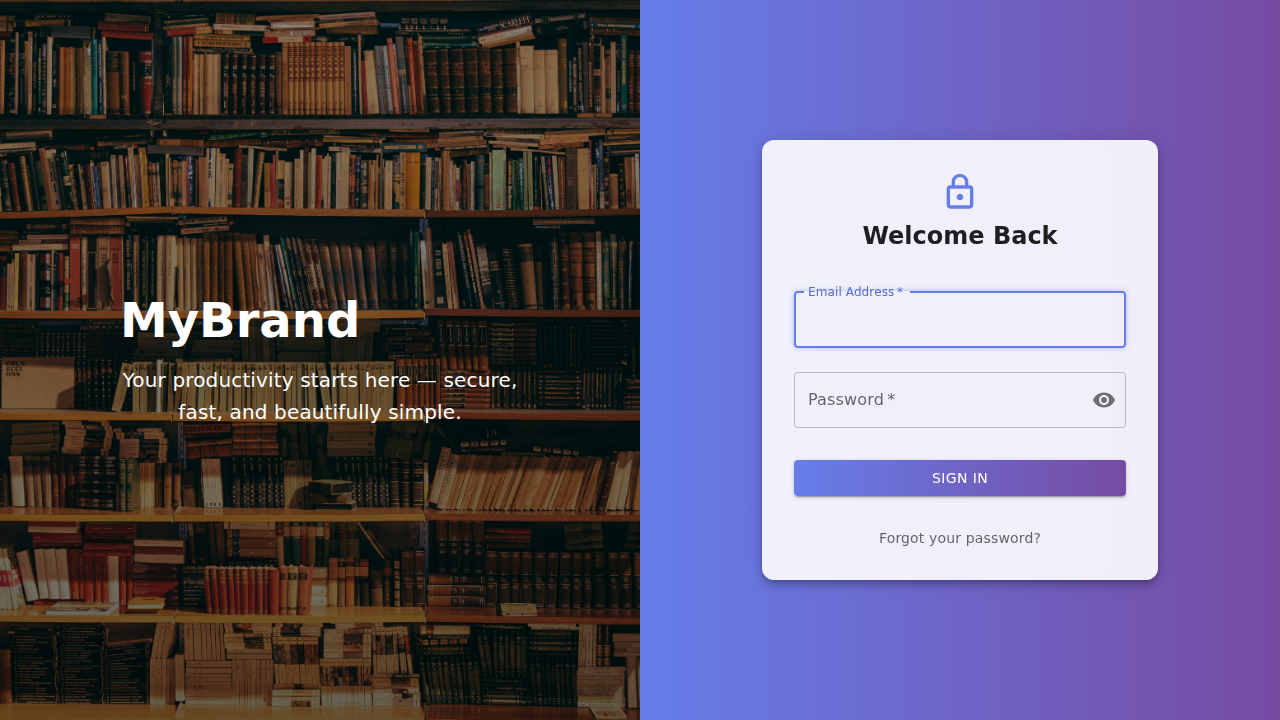 MyBrand
Your productivity starts here — secure,
fast, and beautifully simple.
Welcome Back
Email Address *
Password *
SIGN IN
Forgot your password?